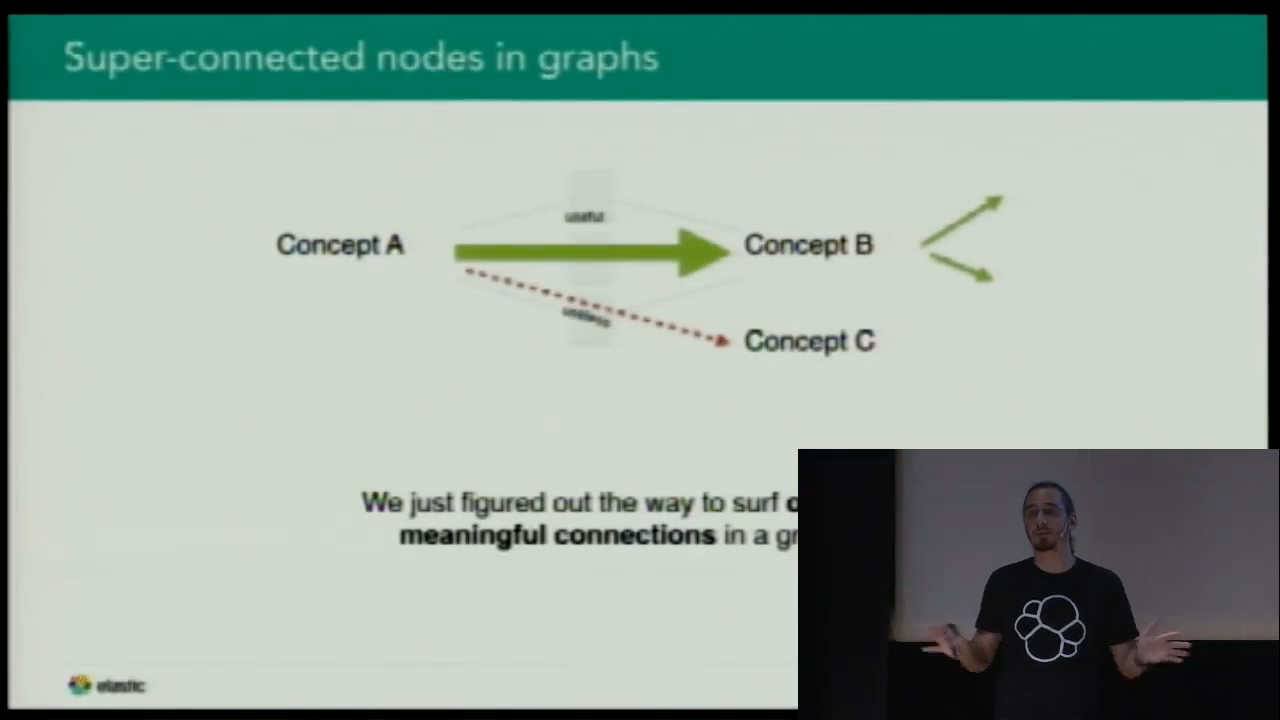 Super-connected nodes in graphs
useful
Concept A
Concept B
useless
Concept C
We just figured out the way to surf
meaningful connections in a gr
elastic